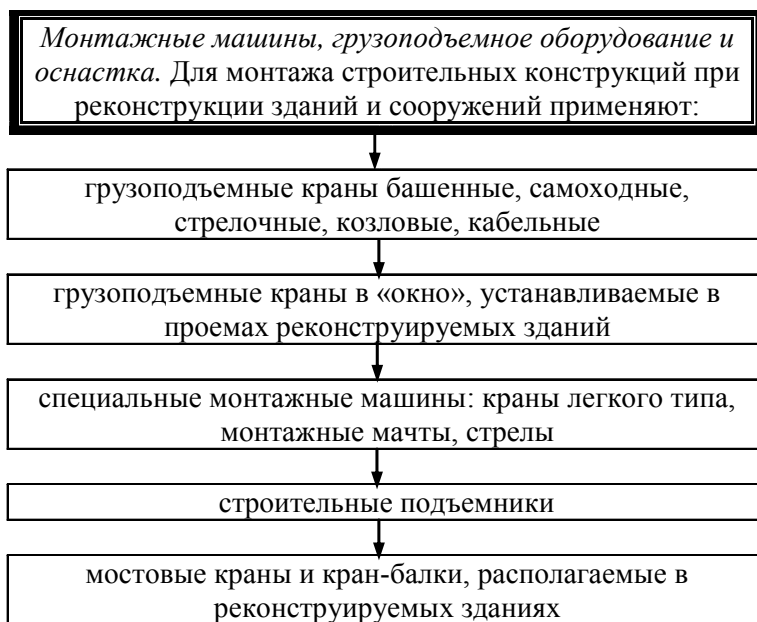 Монтажные машины, грузоподъемное оборудование и
оснастка. Для монтажа строительных конструкций при
реконструкции зданий и сооружений применяют:
грузоподъемные краны башенные, самоходные,
стрелочные, козловые, кабельные
грузоподъемные краны в «окно», устанавливаемые в
проемах реконструируемых зданий
специальные монтажные машины: краны легкого типа,
монтажные мачты, стрелы
строительные подъемники
мостовые краны и кран-балки, располагаемые в
реконструируемых зданиях